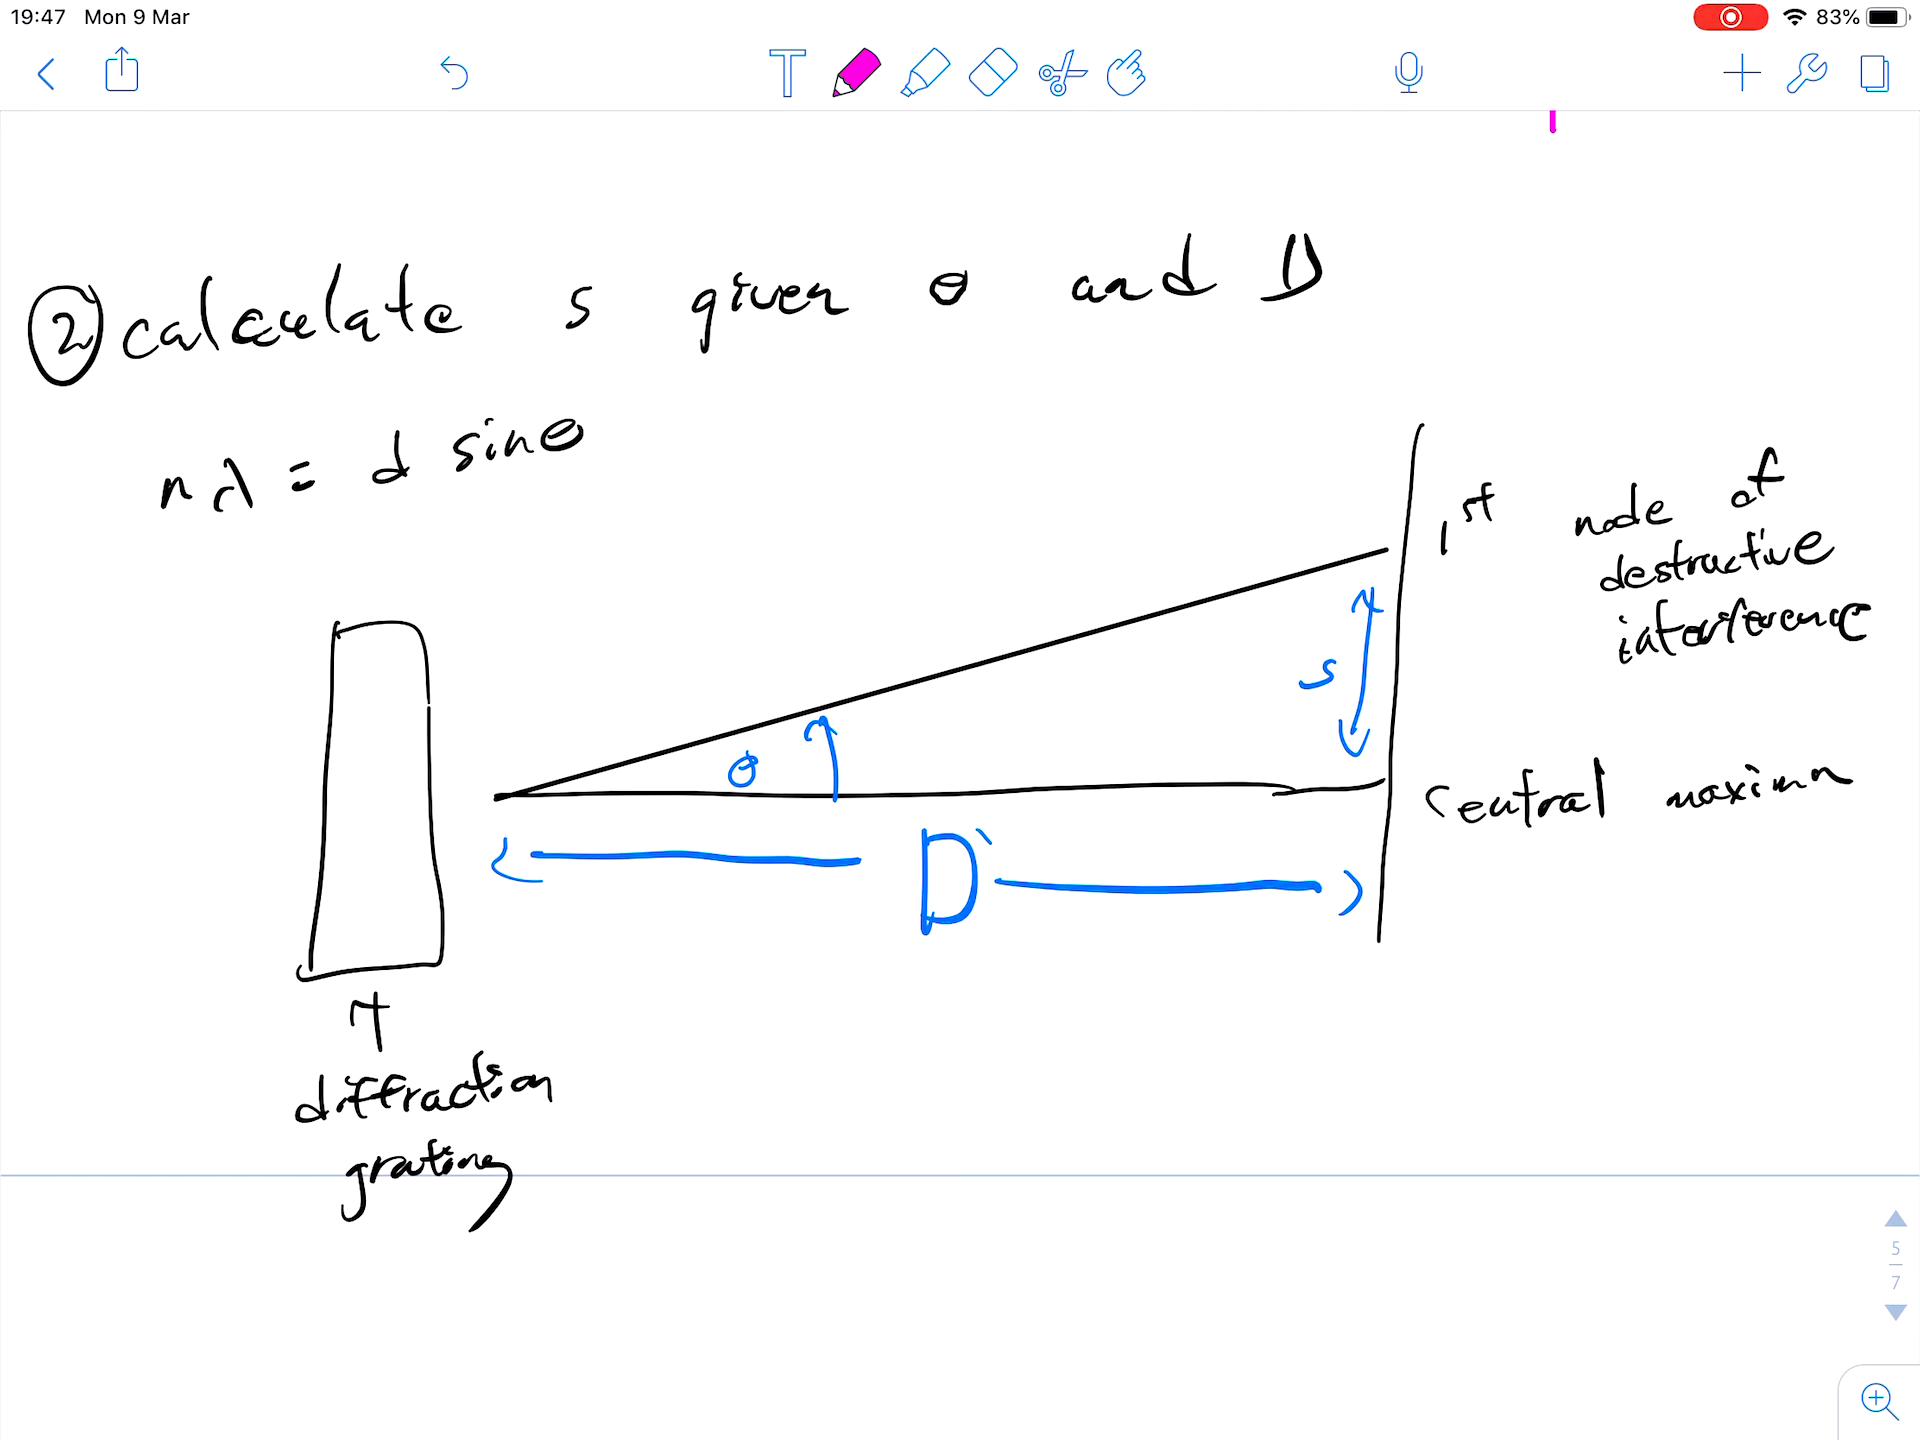 19:47 Mon 9 Mar
83%
T
② calculate s given θ and D
nλ = d sinθ
1st node of
destructive
interference
s
θ
central maxima
D
diffraction
grating
5
7